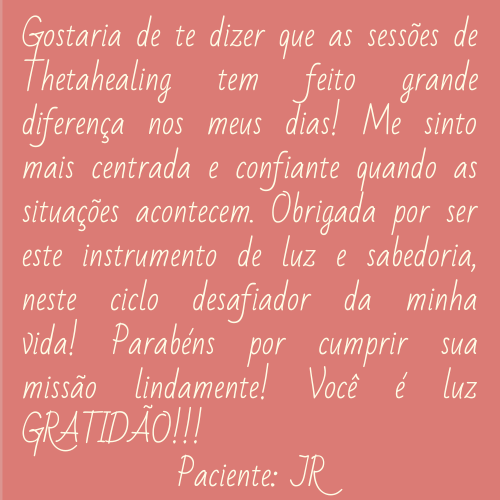 Gostaria de te dizer que as sessões de
Thetahealing tem feito grande
diferença nos meus dias! Me sinto
mais centrada e confiante quando as
situações acontecem. Obrigada por ser
este instrumento de luz e sabedoria,
neste ciclo desafiador da minha
vida! Parabéns por cumprir sua
missão lindamente! Você é luz
GRATIDÃO!!!
Paciente: JR